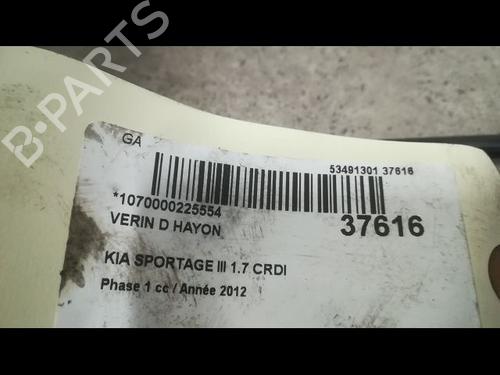 B-PARTS
GA
53491301 37616
*1070000225554
37616
VERIN D HAYON
KIA SPORTAGE III 1.7 CRDI
Phase 1 cc / Année 2012